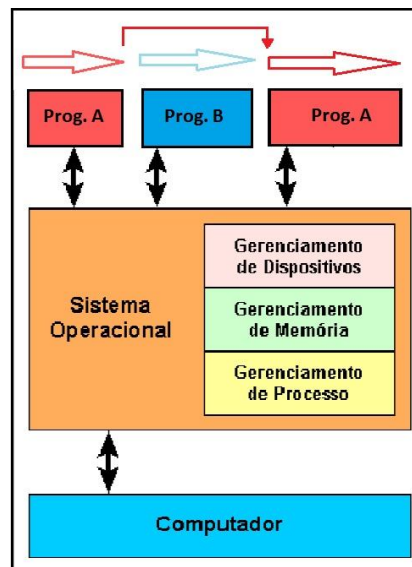 Prog. A
Prog. B
Prog. A
Sistema
Operacional
Gerenciamento
de Dispositivos
Gerenciamento
de Memória
Gerenciamento
de Processo
Computador